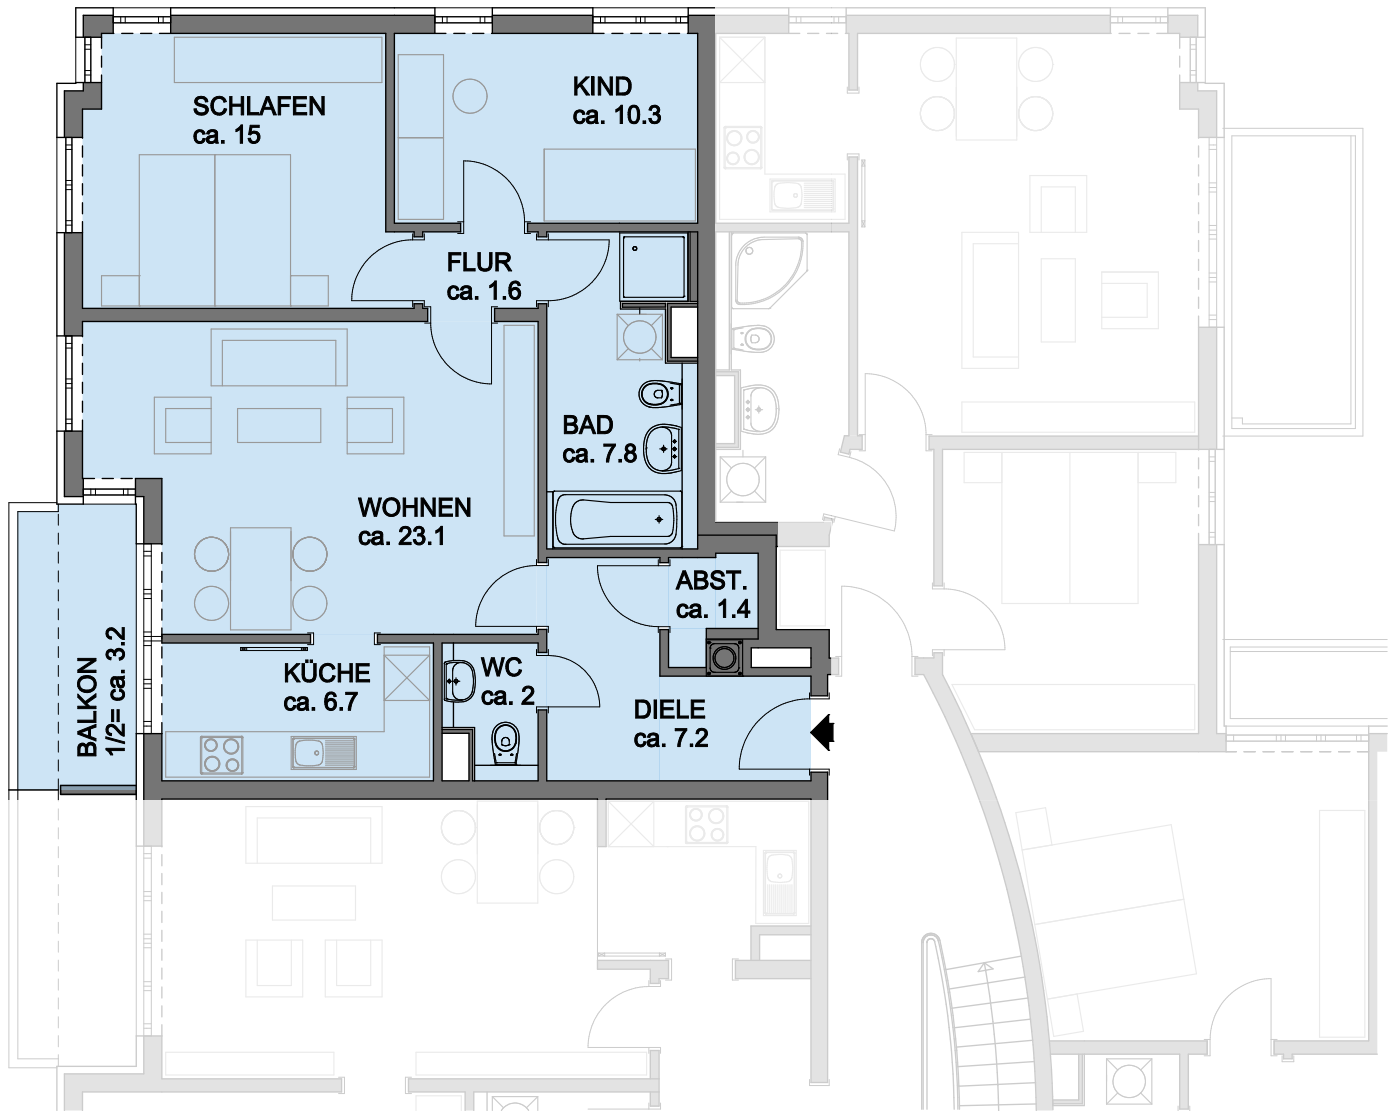 SCHLAFEN
ca. 15
KIND
ca. 10.3
FLUR
ca. 1.6
BAD
ca. 7.8
WOHNEN
ca. 23.1
ABST.
ca. 1.4
KÜCHE
ca. 6.7
WC
ca. 2
DIELE
ca. 7.2
BALKON
1/2= ca. 3.2